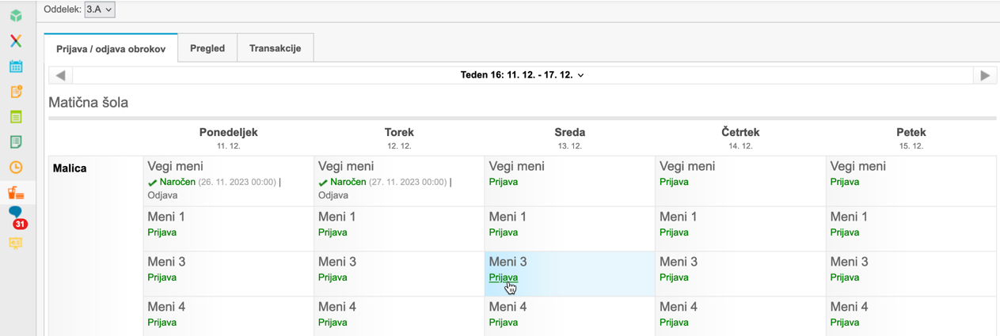 Oddelek: 3.A
Prijava / odjava obrokov Pregled Transakcije
Teden 16: 11. 12. - 17. 12.
Matična šola
Ponedeljek Torek Sreda Četrtek Petek
11. 12. 12. 12. 13. 12. 14. 12. 15. 12.
Malica Vegi meni Vegi meni Vegi meni Vegi meni Vegi meni
Naročen (26. 11. 2023 00:00) | Naročen (27. 11. 2023 00:00) | Prijava Prijava Prijava
Odjava Odjava
Meni 1 Meni 1 Meni 1 Meni 1 Meni 1
Prijava Prijava Prijava Prijava Prijava
31
Meni 3 Meni 3 Meni 3 Meni 3 Meni 3
Prijava Prijava Prijava Prijava Prijava
Meni 4 Meni 4 Meni 4 Meni 4 Meni 4
Prijava Prijava Prijava Prijava Prijava